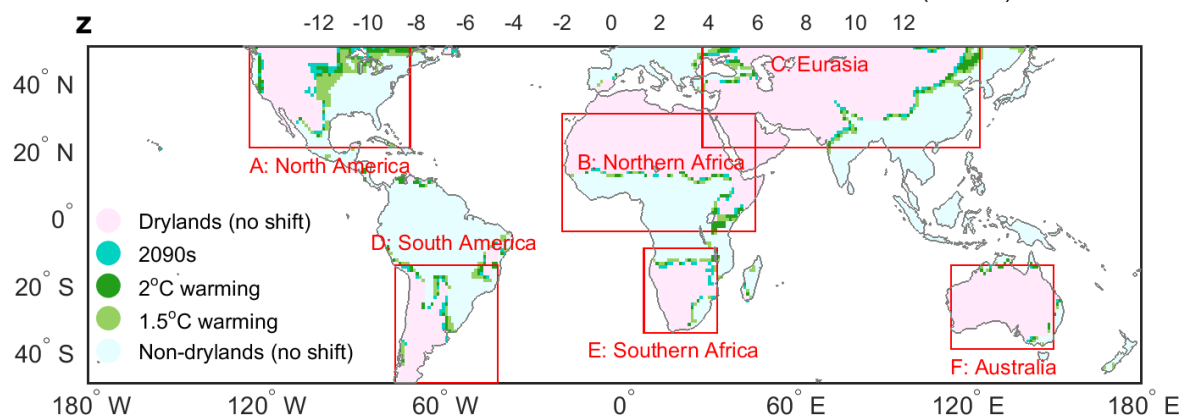 z -12 -10 -8 -6 -4 -2 0 2 4 6 8 10 12
40° N
C: Eurasia
20° N
A: North America
B: Northern Africa
0°
Drylands (no shift)
D: South America
2090s
20° S
2°C warming
1.5°C warming
40° S
Non-drylands (no shift)
E: Southern Africa
F: Australia
180° W 120° W 60° W 0° 60° E 120° E 180° E